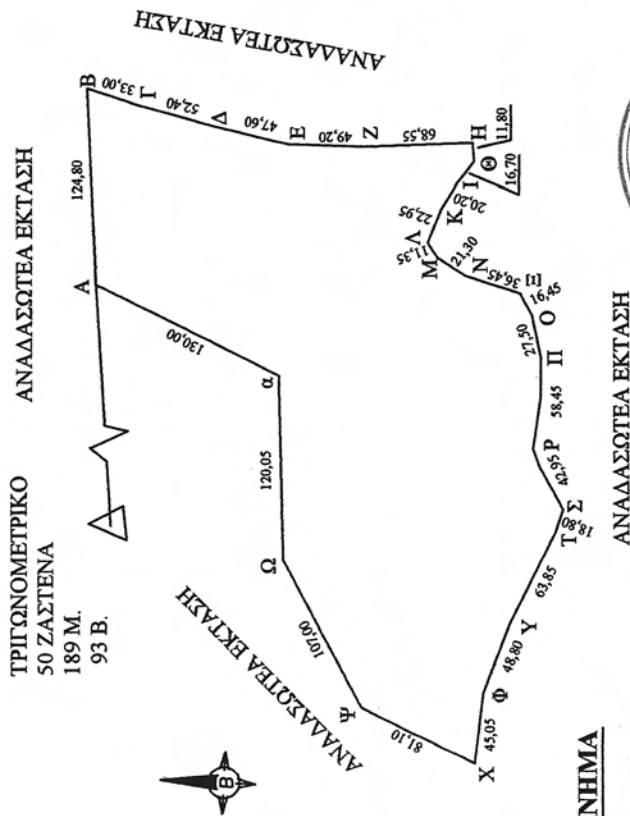 ΤΡΙΓΩΝΟΜΕΤΡΙΚΟ
50 ΖΑΣΤΕΝΑ
189 Μ.
93 Β.
ΑΝΑΔΑΣΩΤΕΑ ΕΚΤΑΣΗ
ΑΝΑΔΑΣΩΤΕΑ ΕΚΤΑΣΗ
Α
124,80
Β
33,00
Γ
52,40
Δ
47,60
Ε
49,20
Ζ
68,55
Η
11,80
Θ
16,70
Ι
20,20
Κ
22,95
Λ
11,35
Μ
21,30
Ν
36,45
[Ξ]
16,45
Ο
27,50
Π
58,45
Ρ
42,95
Σ
18,80
Τ
63,85
Υ
48,80
Φ
45,05
Χ
81,10
Ψ
107,00
Ω
120,05
α
130,00
ΑΝΑΔΑΣΩΤΕΑ ΕΚΤΑΣΗ
ΑΝΑΔΑΣΩΤΕΑ ΕΚΤΑΣΗ
Β
ΝΗΜΑ